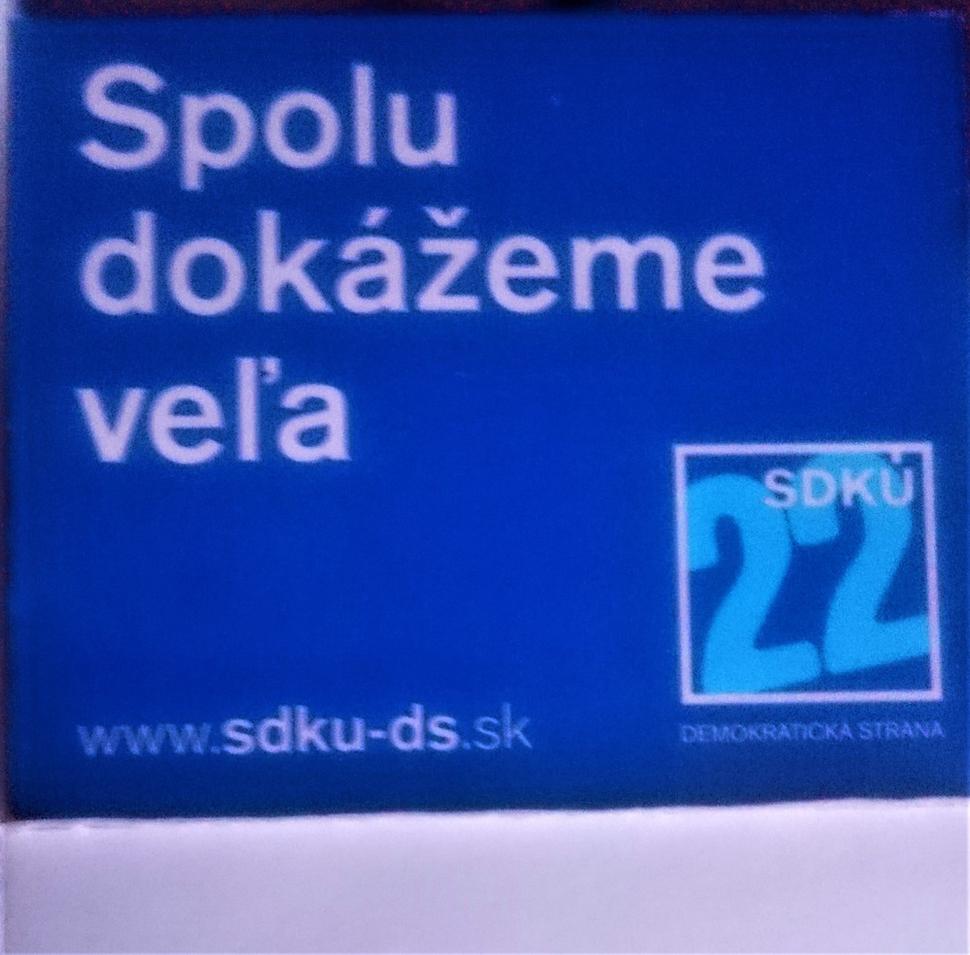 Spolu
dokážeme
veľa
SDKÚ
22
www.sdku-ds.sk
DEMOKRATICKÁ STRANA